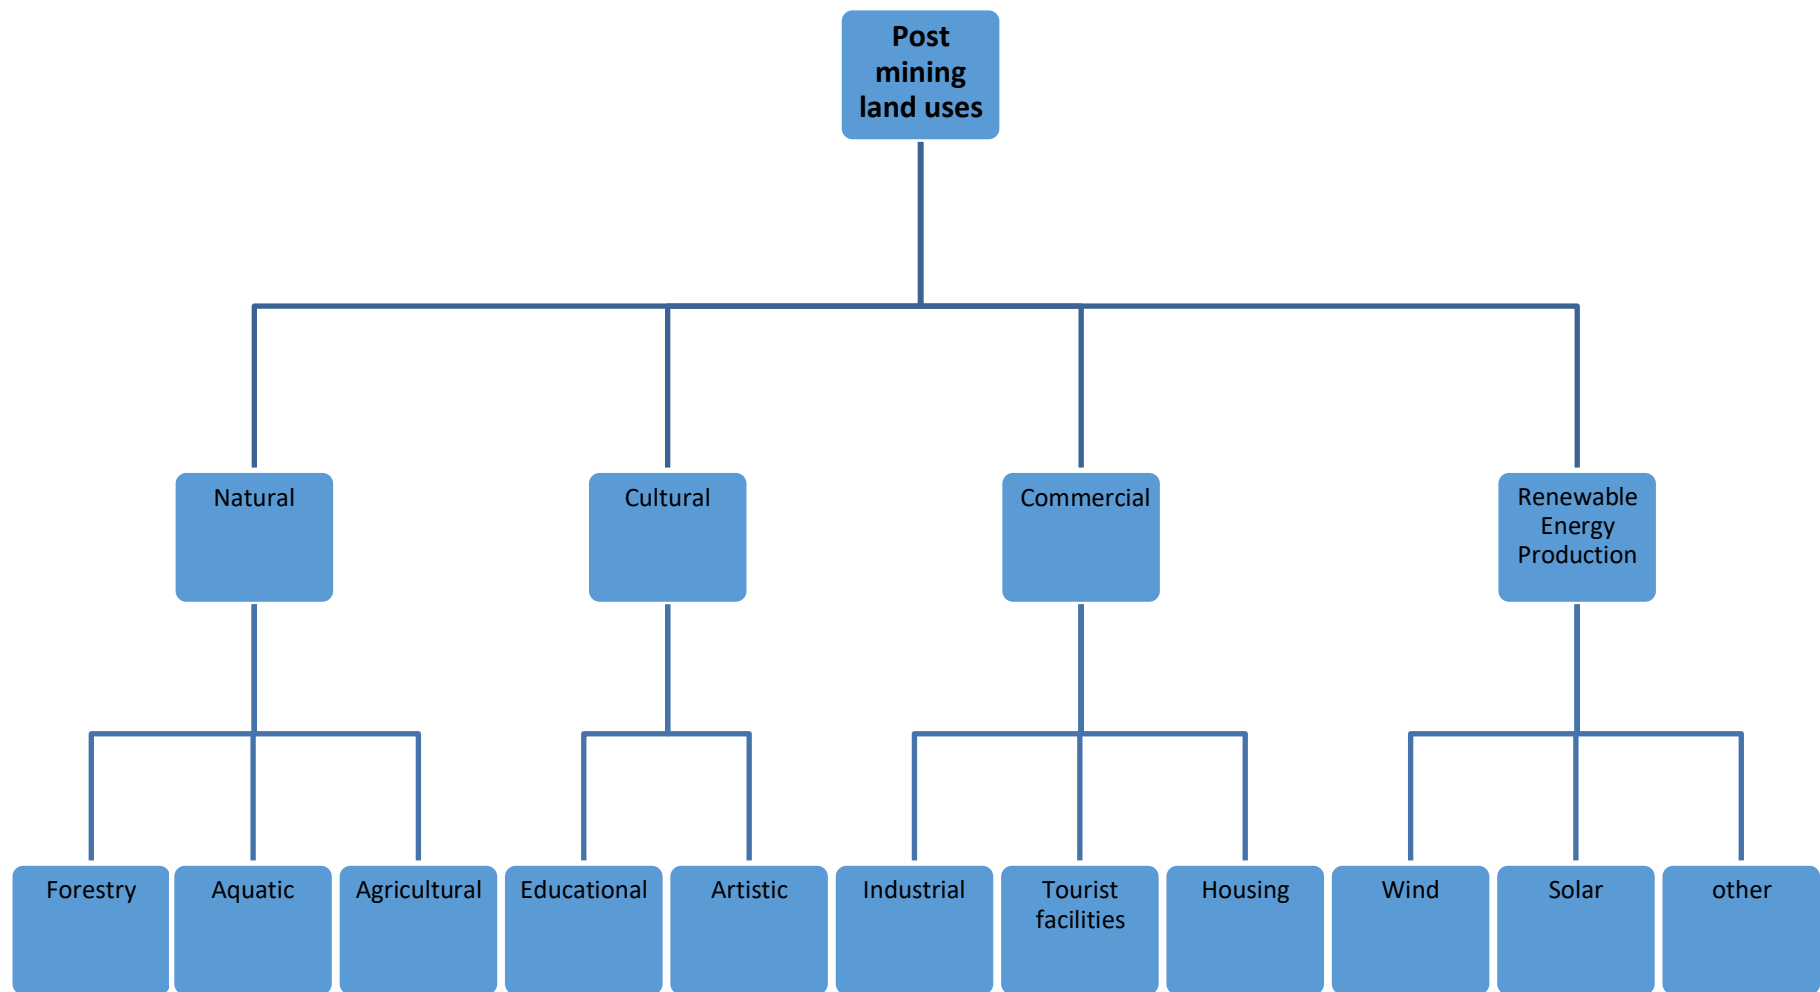 Post
mining
land uses
Natural
Cultural
Commercial
Renewable
Energy
Production
Forestry
Aquatic
Agricultural
Educational
Artistic
Industrial
Tourist
facilities
Housing
Wind
Solar
other